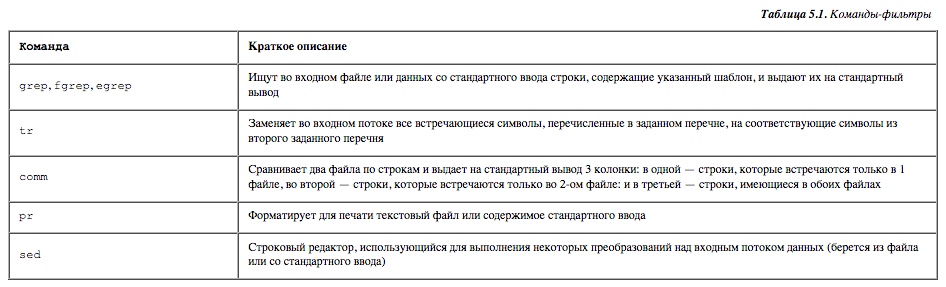 Таблица 5.1. Команды-фильтры
Команда
Краткое описание
grep, fgrep, egrep
Ищут во входном файле или данных со стандартного ввода строки, содержащие указанный шаблон, и выдают их на стандартный
вывод
tr
Заменяет во входном потоке все встречающиеся символы, перечисленные в заданном перечне, на соответствующие символы из
второго заданного перечня
comm
Сравнивает два файла по строкам и выдает на стандартный вывод 3 колонки: в одной — строки, которые встречаются только в 1
файле, во второй — строки, которые встречаются только во 2-ом файле: и в третьей — строки, имеющиеся в обоих файлах
pr
Форматирует для печати текстовый файл или содержимое стандартного ввода
sed
Строковый редактор, использующийся для выполнения некоторых преобразований над входным потоком данных (берется из файла
или со стандартного ввода)